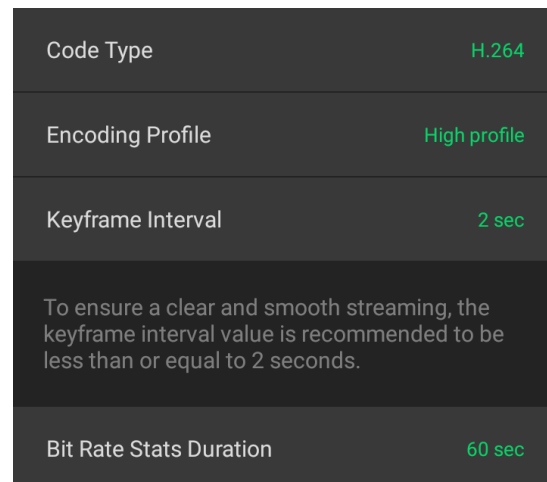 Code Type H.264
Encoding Profile High profile
Keyframe Interval 2 sec
To ensure a clear and smooth streaming, the
keyframe interval value is recommended to be
less than or equal to 2 seconds.
Bit Rate Stats Duration 60 sec